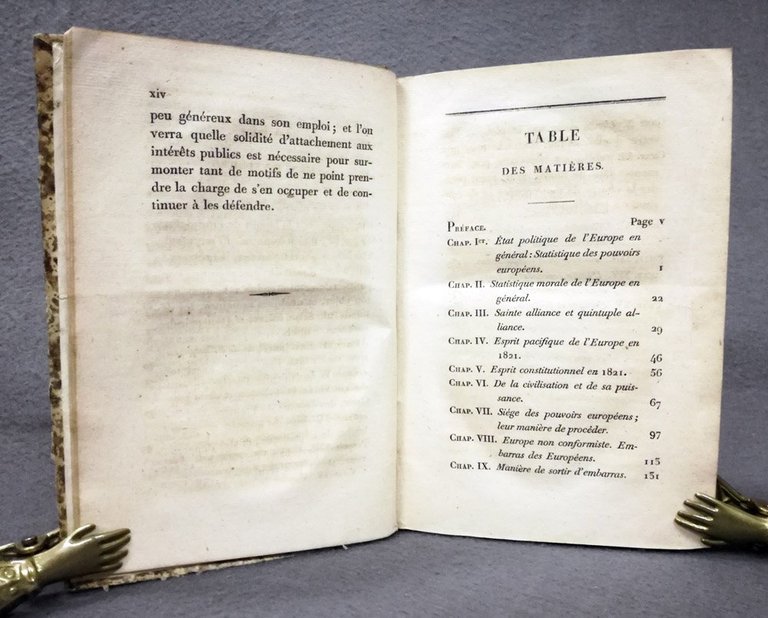 xiv
peu généreux dans son emploi; et l'on
verra quelle solidité d'attachement aux
intérêts publics est nécessaire pour sur-
monter tant de motifs de ne point pren-
dre la charge de s'en occuper et de con-
tinuer à les défendre.
TABLE
DES MATIÈRES.
PRÉFACE. Page v
CHAP. Ier. État politique de l'Europe en
général: Statistique des pouvoirs
européens. 1
CHAP. II. Statistique morale de l'Europe en
général. 22
CHAP. III. Sainte alliance et quintuple al-
liance. 29
CHAP. IV. Esprit pacifique de l'Europe en
1821. 46
CHAP. V. Esprit constitutionnel en 1821. 56
CHAP. VI. De la civilisation et de sa puis-
sance. 67
CHAP. VII. Siége des pouvoirs européens;
leur manière de procéder. 97
CHAP. VIII. Europe non conformiste. Em-
barras des Européens. 115
CHAP. IX. Manière de sortir d'embarras. 131